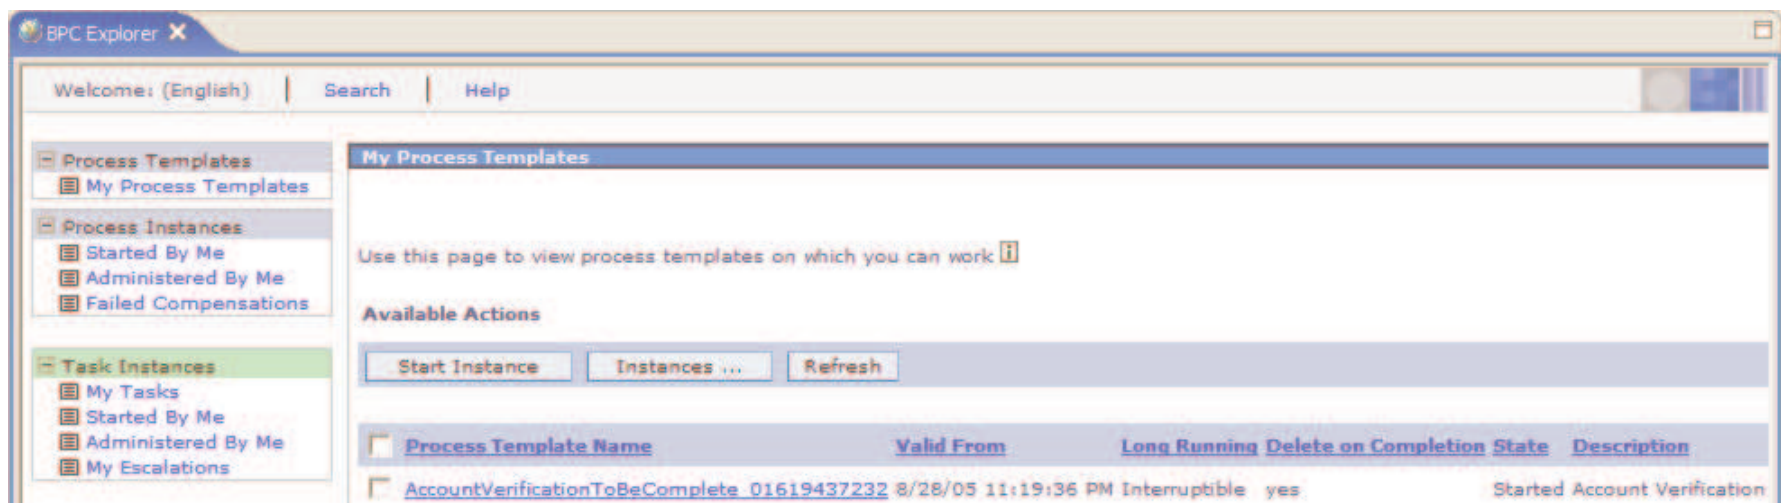 BPC Explorer
Welcome: (English) | Search | Help
Process Templates
My Process Templates
Process Instances
Started By Me
Administered By Me
Failed Compensations
Task Instances
My Tasks
Started By Me
Administered By Me
My Escalations
My Process Templates
Use this page to view process templates on which you can work i
Available Actions
Start Instance Instances ... Refresh
Process Template Name Valid From Long Running Delete on Completion State Description
AccountVerificationToBeComplete_01619437232 8/28/05 11:19:36 PM Interruptible yes Started Account Verification